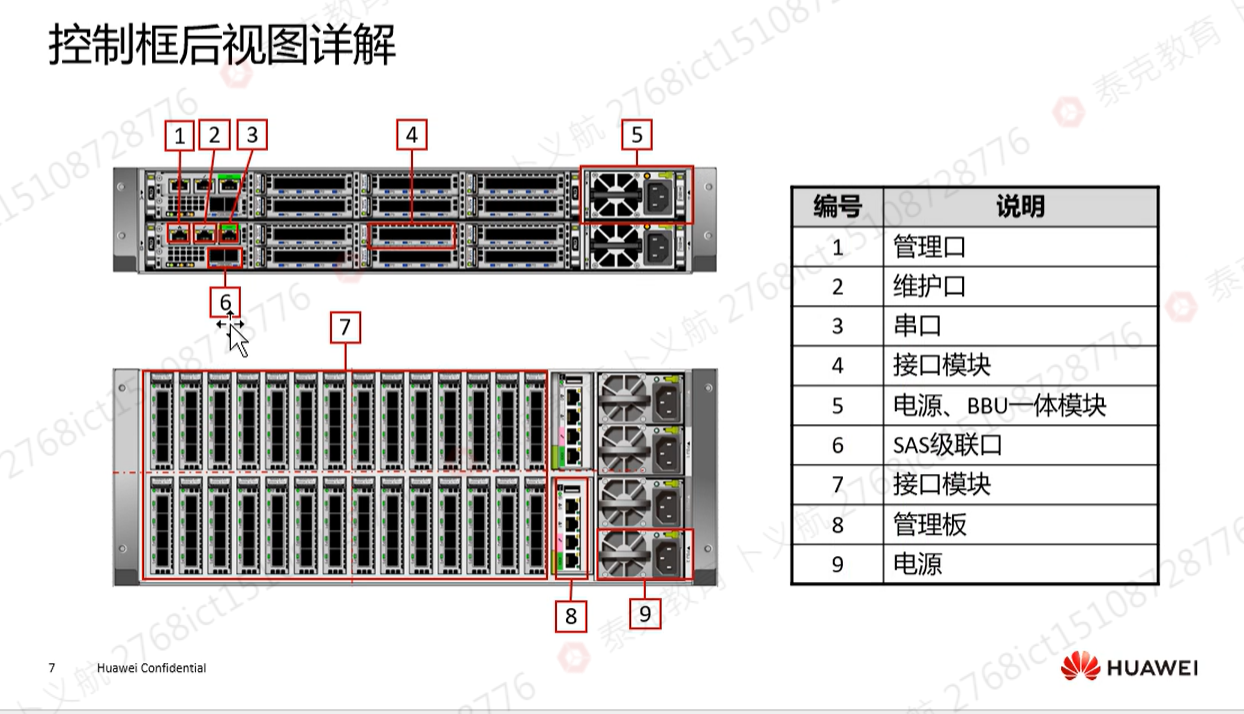 控制框后视图详解
1
2
3
4
5
6
7
8
9
编号 说明
1 管理口
2 维护口
3 串口
4 接口模块
5 电源、BBU一体模块
6 SAS级联口
7 接口模块
8 管理板
9 电源
7 Huawei Confidential
HUAWEI
泰克教育
卜义航 2768ict15108728776